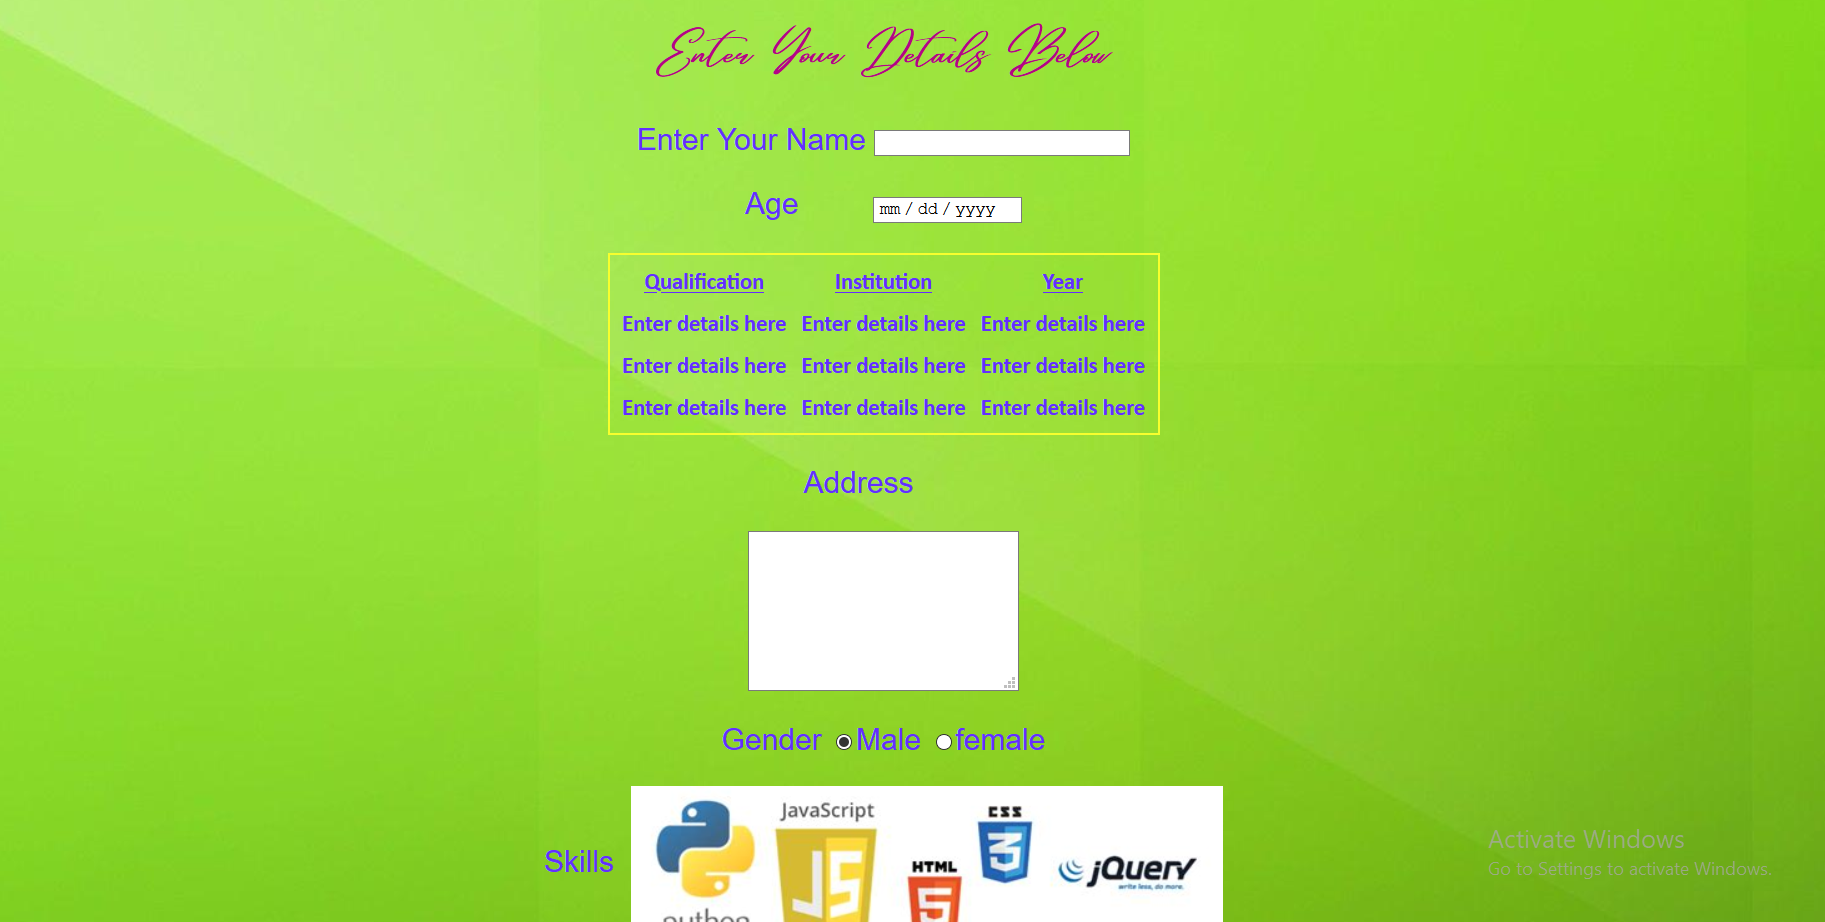 Enter Your Details Below
Enter Your Name
Age mm / dd / yyyy
Qualification Institution Year
Enter details here Enter details here Enter details here
Enter details here Enter details here Enter details here
Enter details here Enter details here Enter details here
Address
Gender Male female
JavaScript
CSS
JS
3
HTML
jQuery
write less, do more.
Skills
5
python
Activate Windows
Go to Settings to activate Windows.